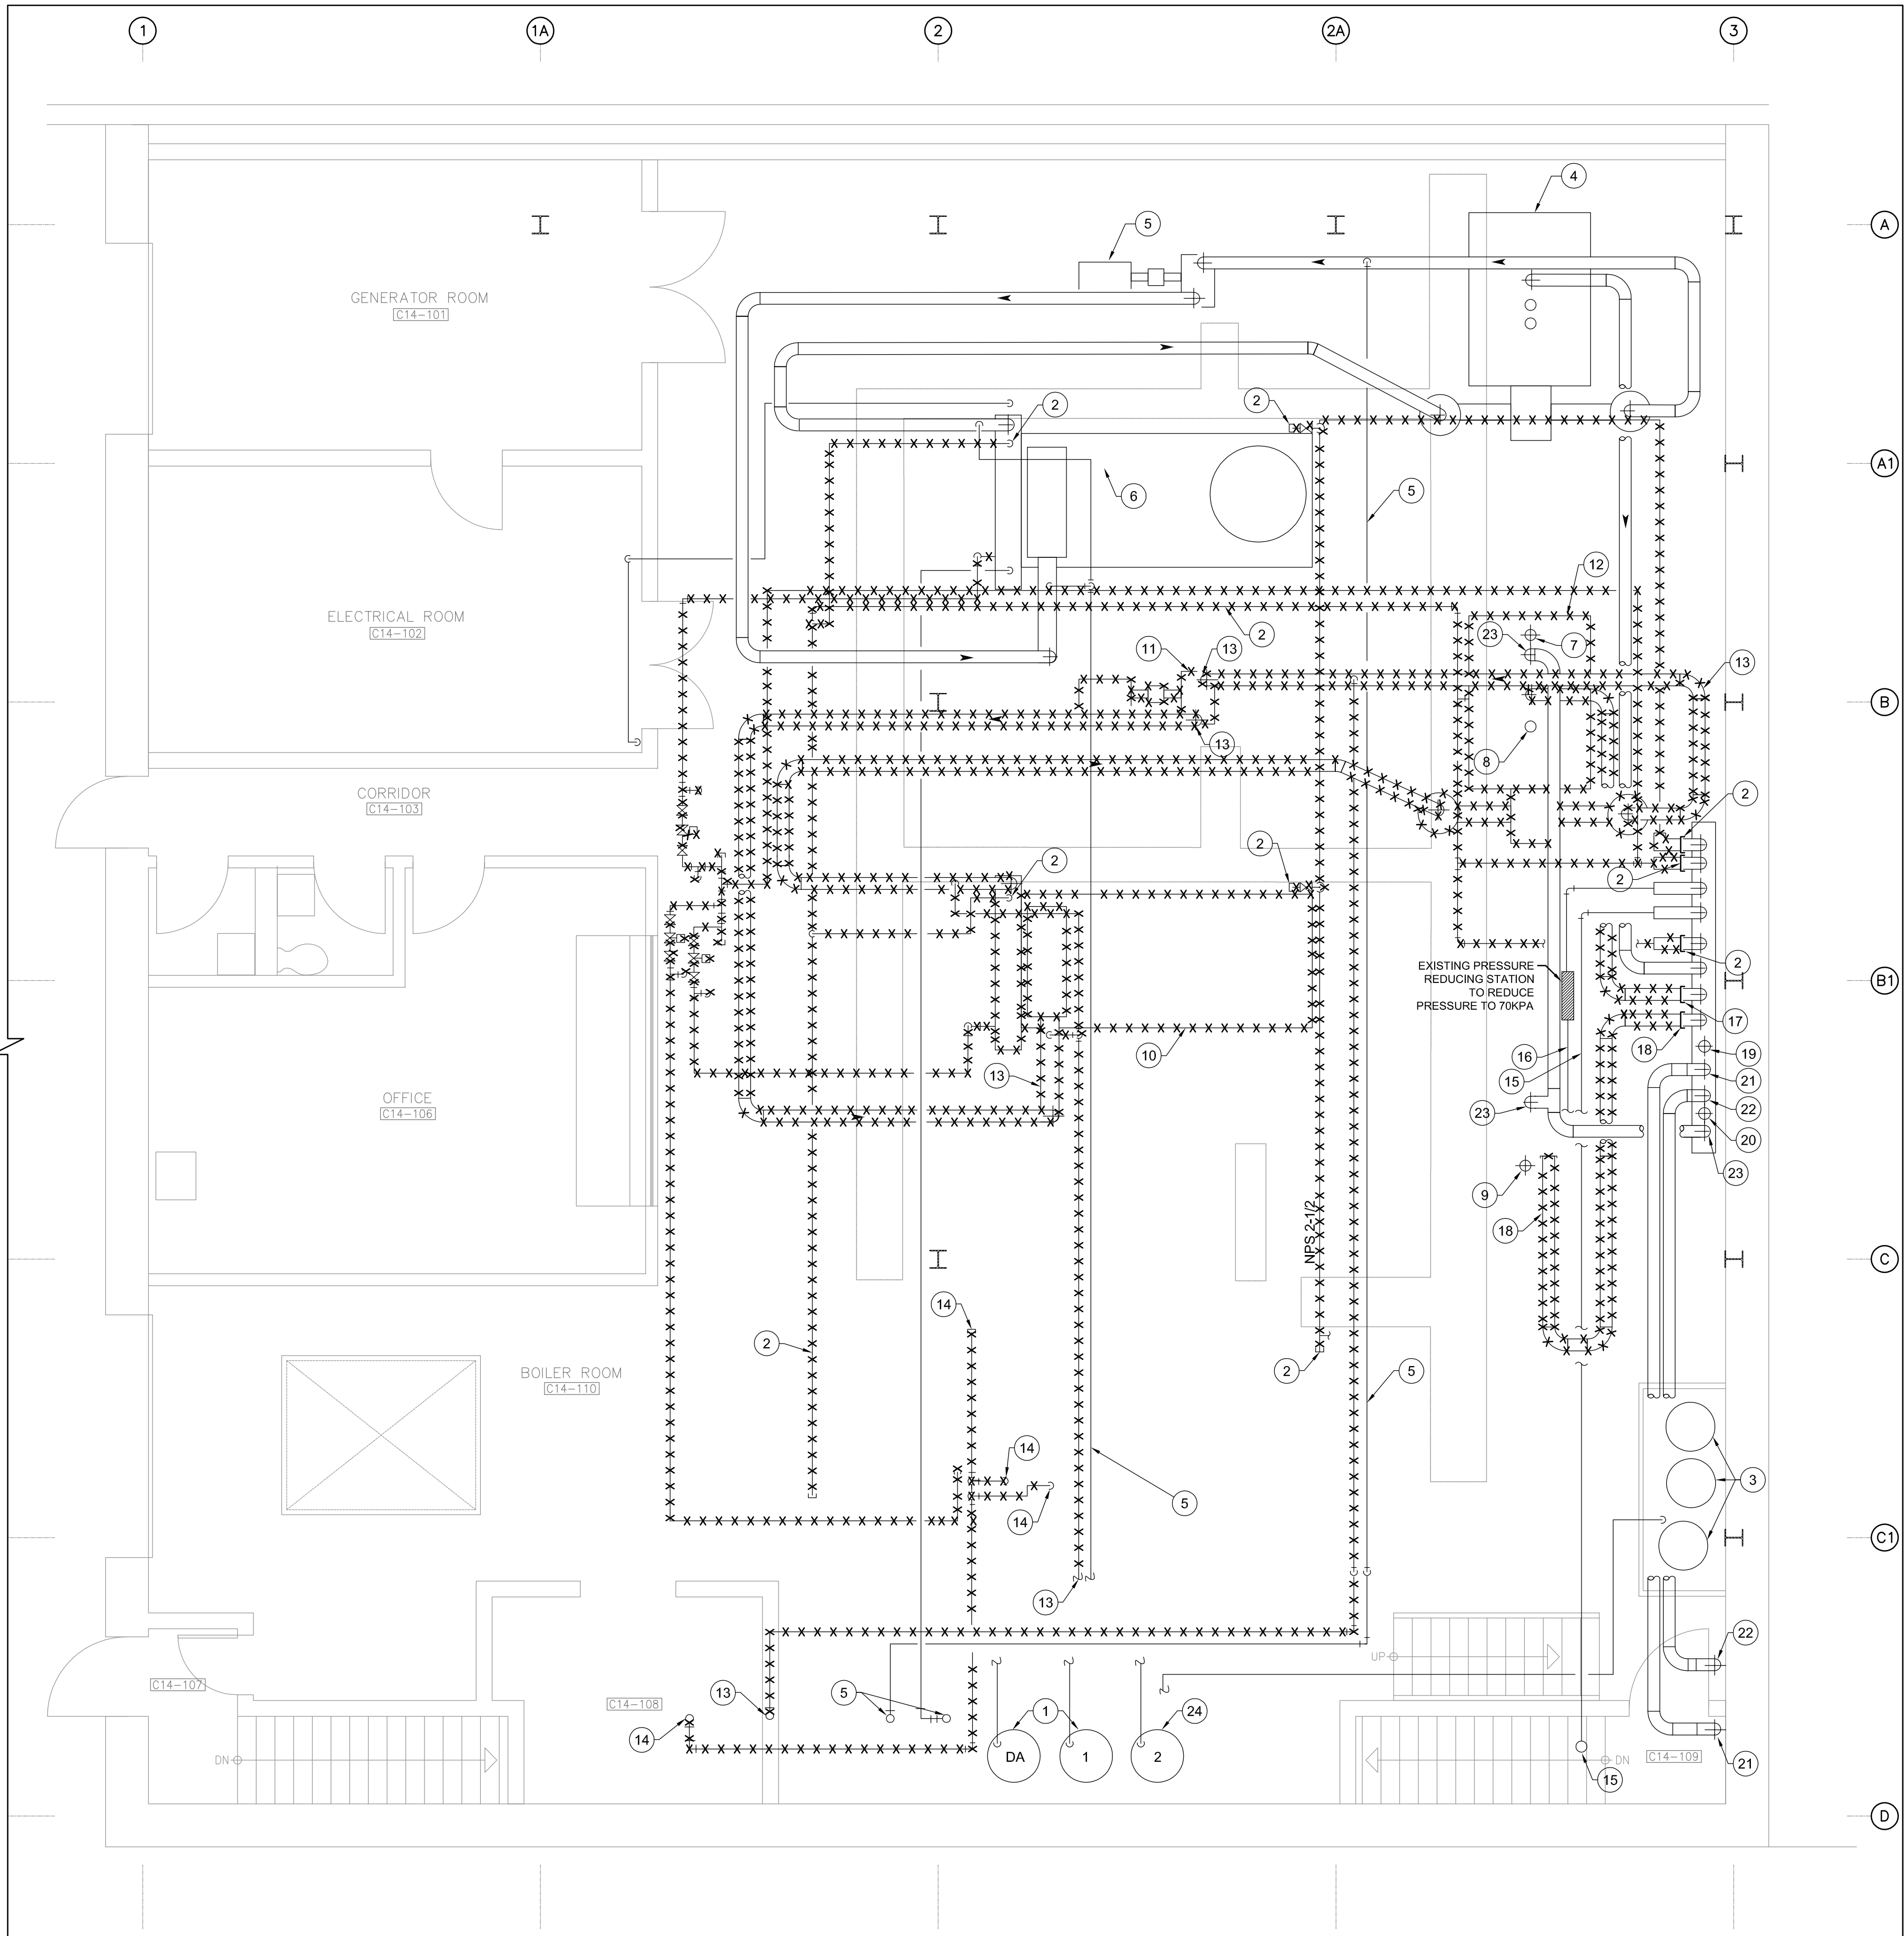 1
1A
2
2A
3
4
5
A
GENERATOR ROOM
C14-101
2
2
A1
5
6
12
ELECTRICAL ROOM
C14-102
2
23
7
11
13
13
B
13
8
CORRIDOR
C14-103
2
2
2
2
2
EXISTING PRESSURE
REDUCING STATION
TO REDUCE
PRESSURE TO 70KPA
B1
17
10
16
18
19
13
15
21
OFFICE
C14-106
23
22
20
23
9
18
NPS 2-1/2
C
14
2
2
5
BOILER ROOM
C14-110
14
3
5
14
C1
13
22
UP
C14-107
13
5
C14-108
1
24
14
DN
DA
1
2
DN
C14-109
21
15
D